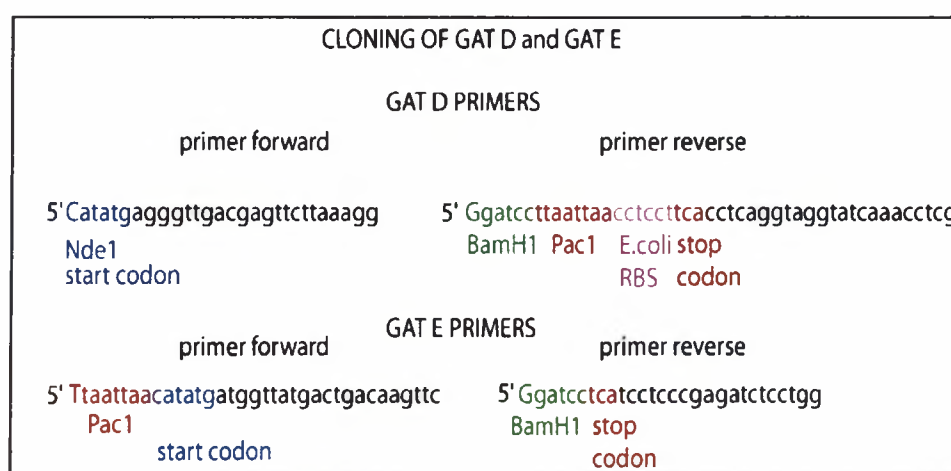 CLONING OF GAT D and GAT E
GAT D PRIMERS
primer forward primer reverse
5' Catatgagggttgacgagttcttaaagg 5' Ggatccttaattaacctccttcacctcaggtaggtatcaaacctcg
Nde1 BamH1 Pac1 E.coli stop
start codon RBS codon
GAT E PRIMERS
primer forward primer reverse
5' Ttaattaacatatgatggttatgactgacaagttc 5' Ggatcctcatcctcccgagatctcctgg
Pac1 BamH1 stop
start codon codon